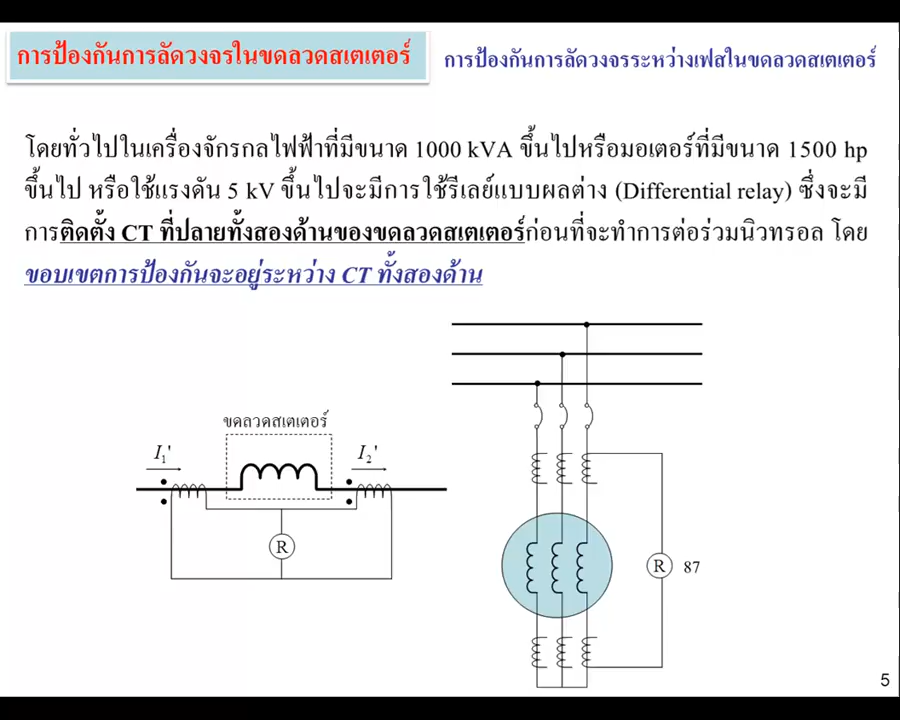 การป้องกันการลัดวงจรในขดลวดสเตเตอร์
การป้องกันการลัดวงจรระหว่างเฟสในขดลวดสเตเตอร์
โดยทั่วไปในเครื่องจักรกลไฟฟ้าที่มีขนาด 1000 kVA ขึ้นไปหรือมอเตอร์ที่มีขนาด 1500 hp
ขึ้นไป หรือใช้แรงดัน 5 kV ขึ้นไปจะมีการใช้รีเลย์แบบผลต่าง (Differential relay) ซึ่งจะมี
การติดตั้ง CT ที่ปลายทั้งสองด้านของขดลวดสเตเตอร์ก่อนที่จะทำการต่อร่วมนิวทรอล โดย
ขอบเขตการป้องกันจะอยู่ระหว่าง CT ทั้งสองด้าน
ขดลวดสเตเตอร์
I₁' I₂'
R
R 87
5